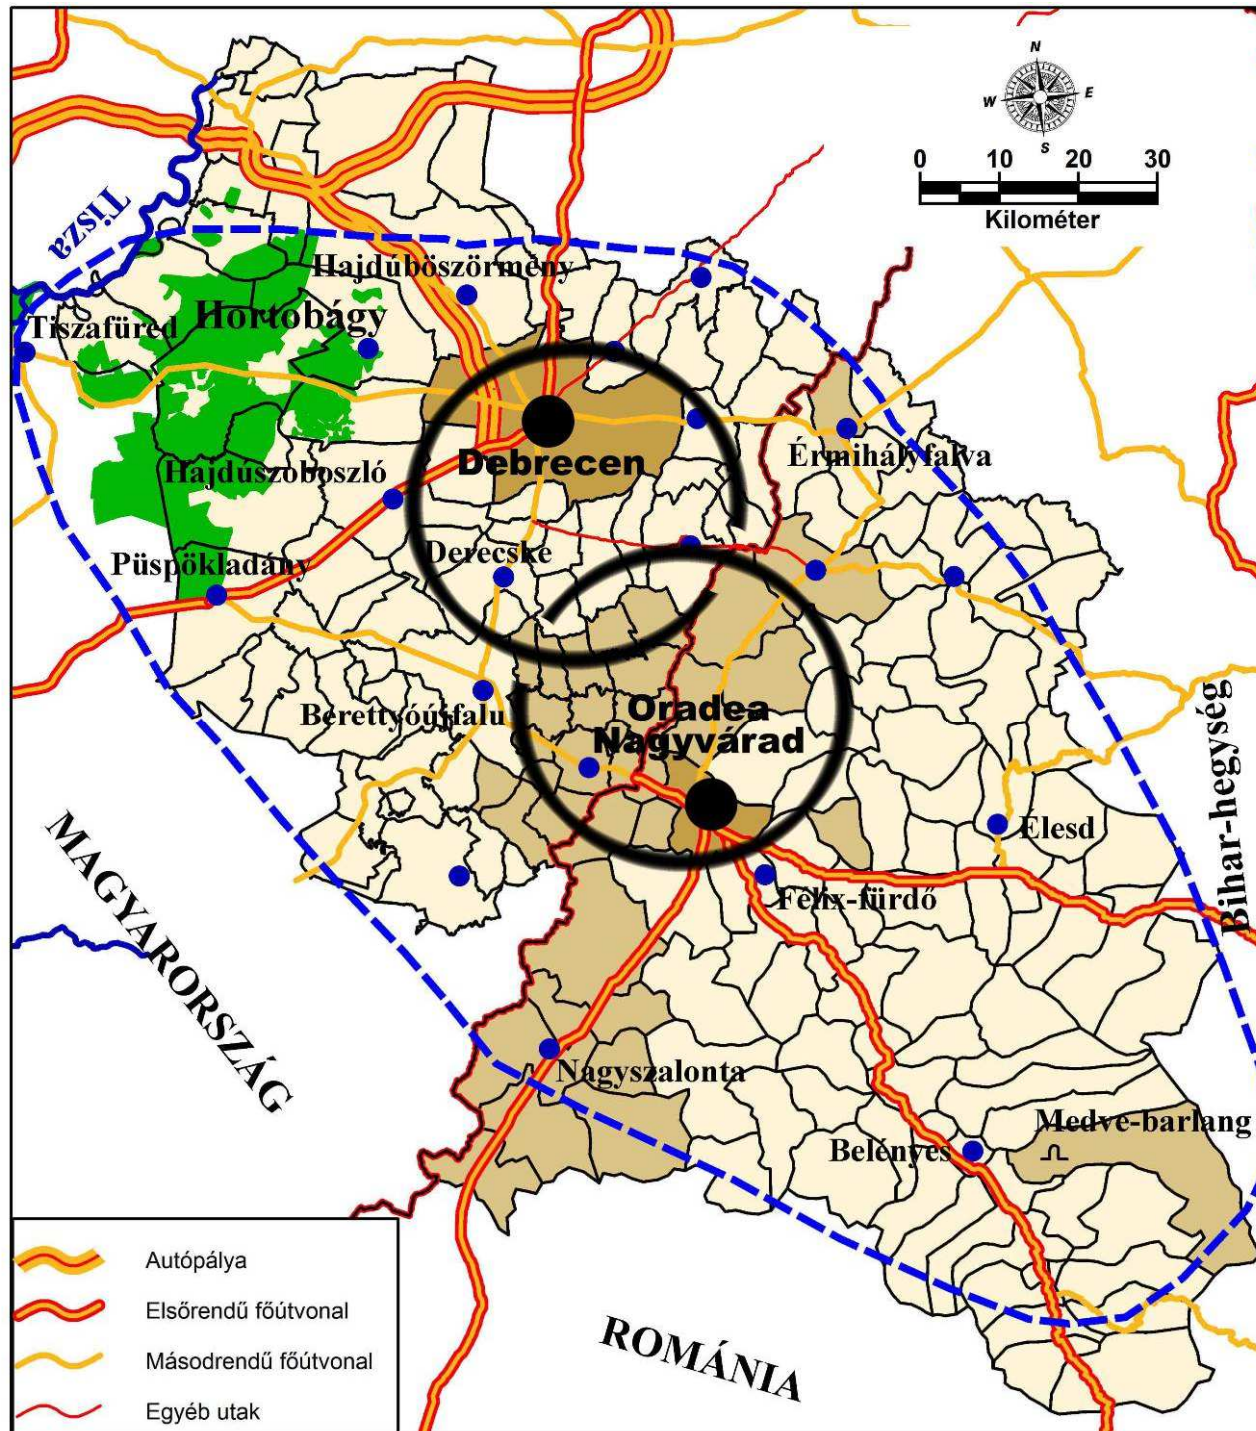 N
W E
S
0 10 20 30
Kilométer
Tisza
Hajdúböszörmény
Hortobágy
Tiszafüred
Debrecen
Érmihályfalva
Hajdúszoboszló
Derecske
Püspökladány
Oradea
Nagyvárad
Berettyóújfalu
Bihar-hegység
Élesd
MAGYARORSZÁG
Félix-fürdő
Nagyszalonta
Medve-barlang
Belényes
ROMÁNIA
Autópálya
Elsőrendű főútvonal
Másodrendű főútvonal
Egyéb utak